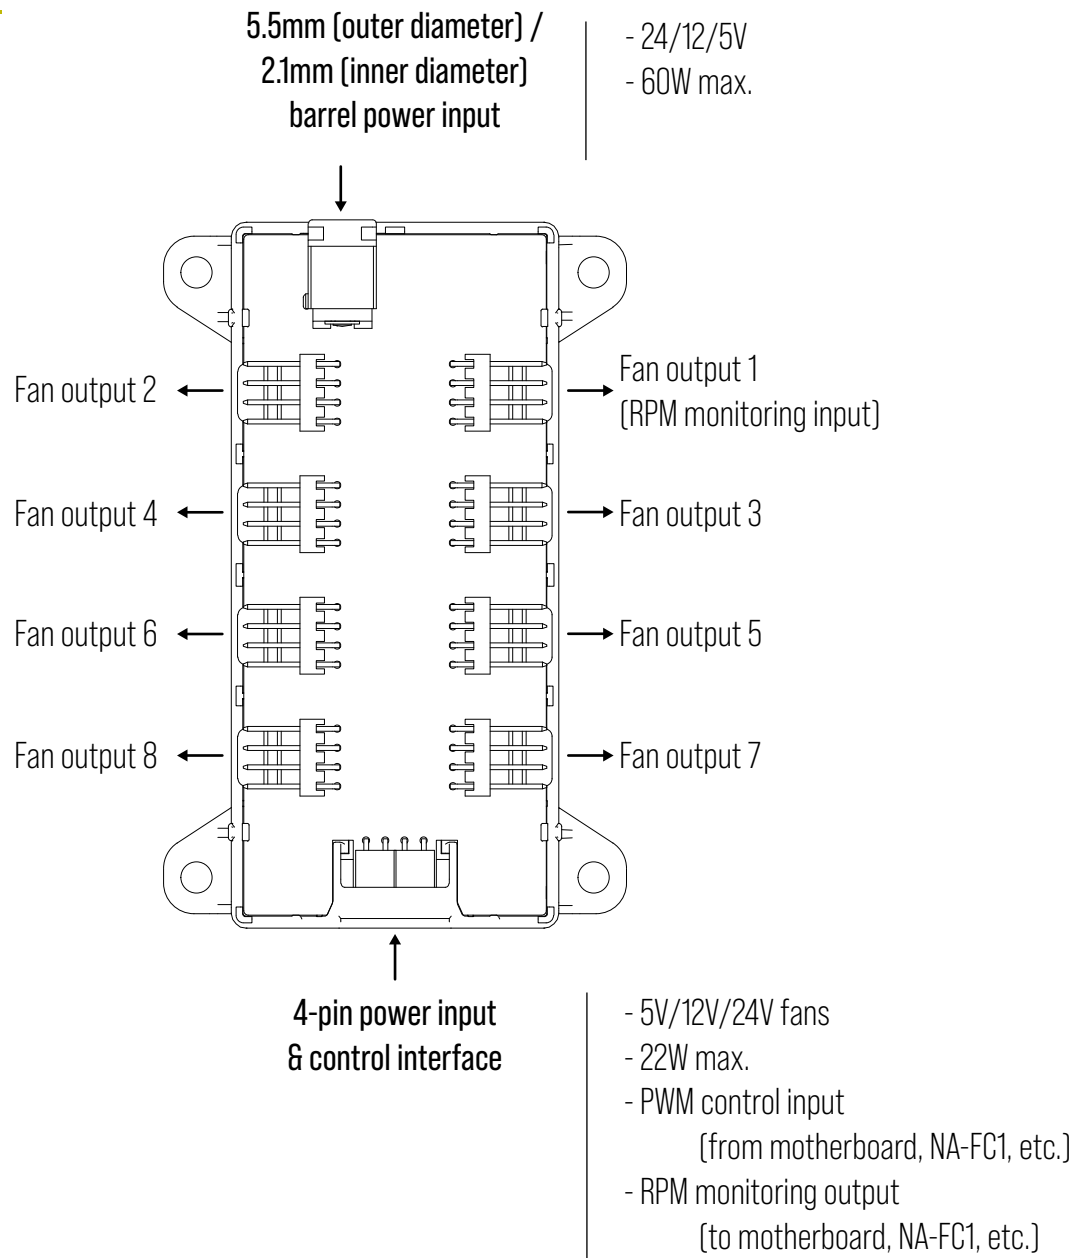 5.5mm (outer diameter) /
2.1mm (inner diameter)
barrel power input
- 24/12/5V
- 60W max.
Fan output 2
Fan output 1
(RPM monitoring input)
Fan output 4
Fan output 3
Fan output 6
Fan output 5
Fan output 8
Fan output 7
4-pin power input
& control interface
- 5V/12V/24V fans
- 22W max.
- PWM control input
(from motherboard, NA-FC1, etc.)
- RPM monitoring output
(to motherboard, NA-FC1, etc.)